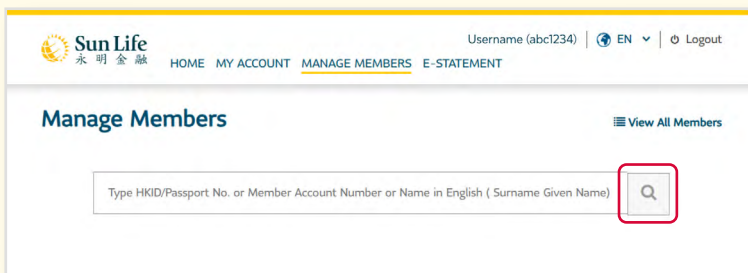 Sun Life
永明金融
Username (abc1234) EN Logout
HOME MY ACCOUNT MANAGE MEMBERS E-STATEMENT
Manage Members
View All Members
Type HKID/Passport No. or Member Account Number or Name in English ( Surname Given Name)